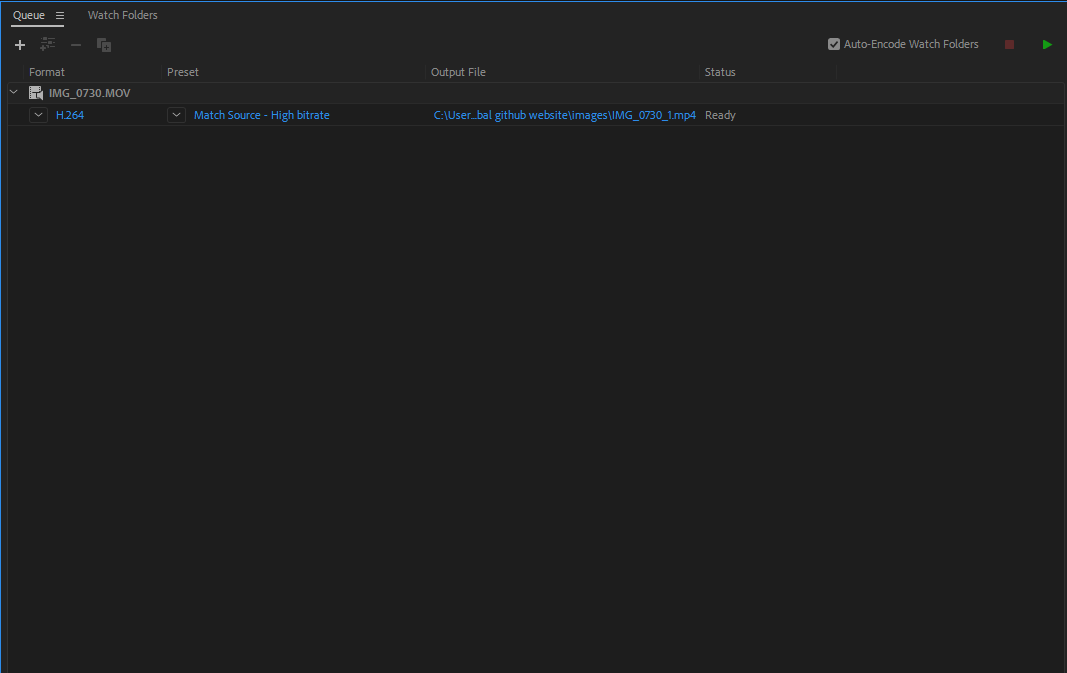 Queue Watch Folders
Auto-Encode Watch Folders
Format Preset Output File Status
IMG_0730.MOV
H.264 Match Source - High bitrate C:\User...bal github website\images\IMG_0730_1.mp4 Ready